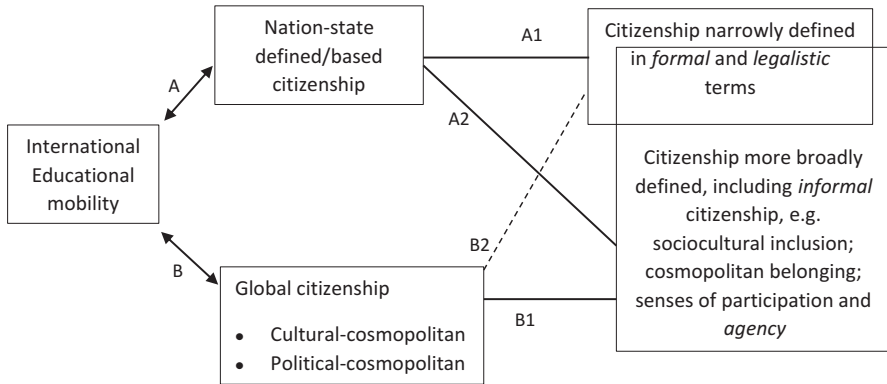 International
Educational
mobility
A
B
Nation-state
defined/based
citizenship
Global citizenship
• Cultural-cosmopolitan
• Political-cosmopolitan
A1
A2
B2
B1
Citizenship narrowly defined
in formal and legalistic
terms
Citizenship more broadly
defined, including informal
citizenship, e.g.
sociocultural inclusion;
cosmopolitan belonging;
senses of participation and
agency